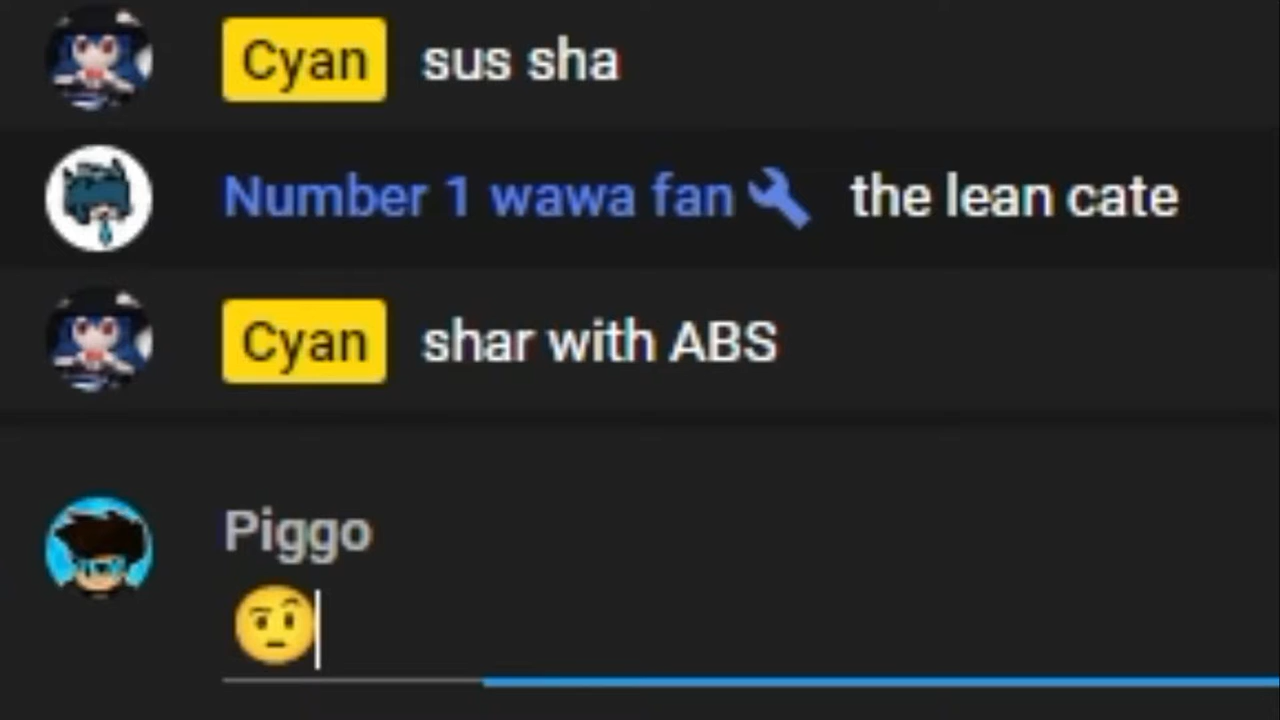 Cyan sus sha
Number 1 wawa fan the lean cate
Cyan shar with ABS
Piggo
🤨